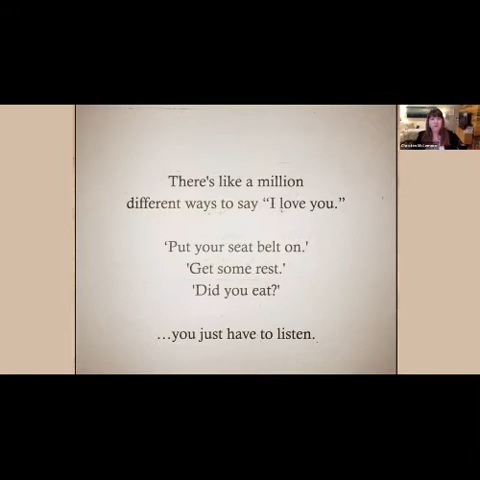 There's like a million
different ways to say “I love you.”
‘Put your seat belt on.'
'Get some rest.'
'Did you eat?'
…you just have to listen.